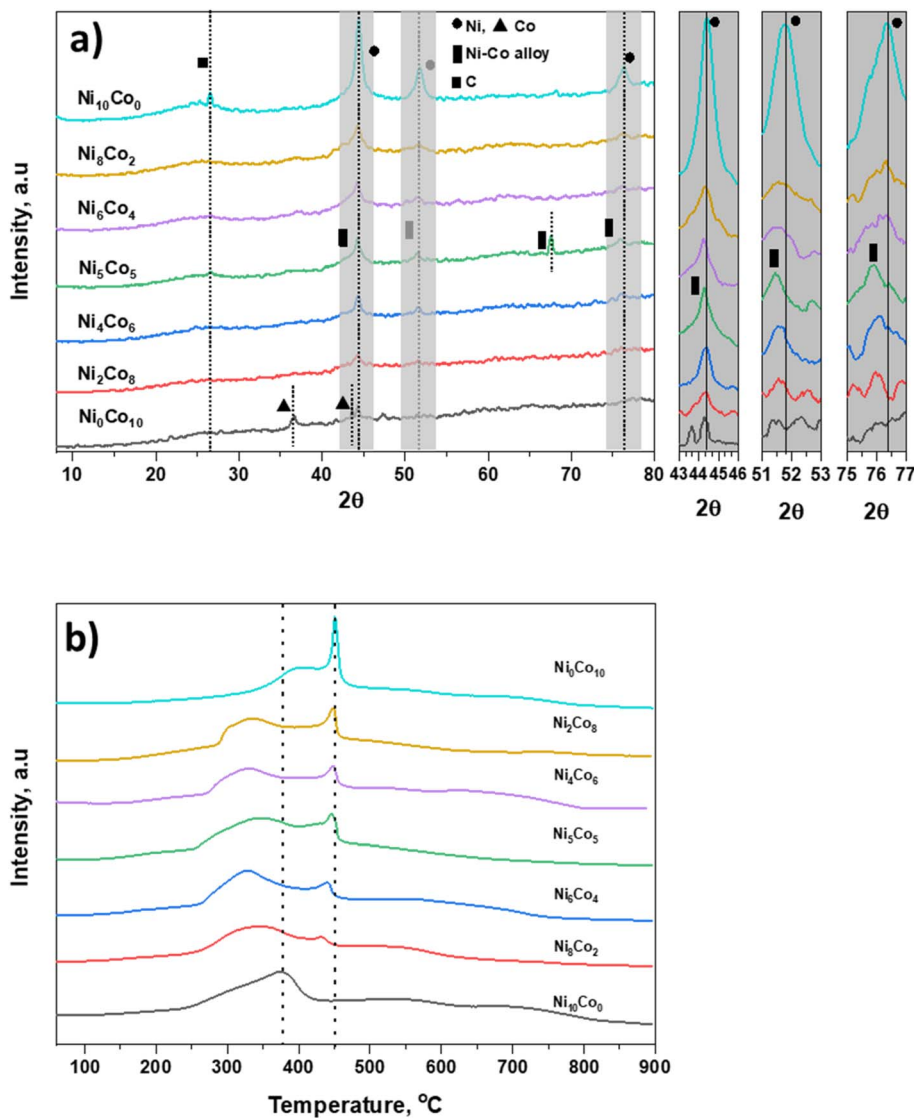 a)
Ni, Co
Ni-Co alloy
C
Ni₁₀Co₀
Ni₈Co₂
Ni₆Co₄
Ni₅Co₅
Ni₄Co₆
Ni₂Co₈
Ni₀Co₁₀
Intensity, a.u
10 20 30 40 50 60 70 80
2θ
43 44 45 46
2θ
51 52 53
2θ
75 76 77
2θ
b)
Ni₀Co₁₀
Ni₂Co₈
Ni₄Co₆
Ni₅Co₅
Ni₆Co₄
Ni₈Co₂
Ni₁₀Co₀
Intensity, a.u
100 200 300 400 500 600 700 800 900
Temperature, °C